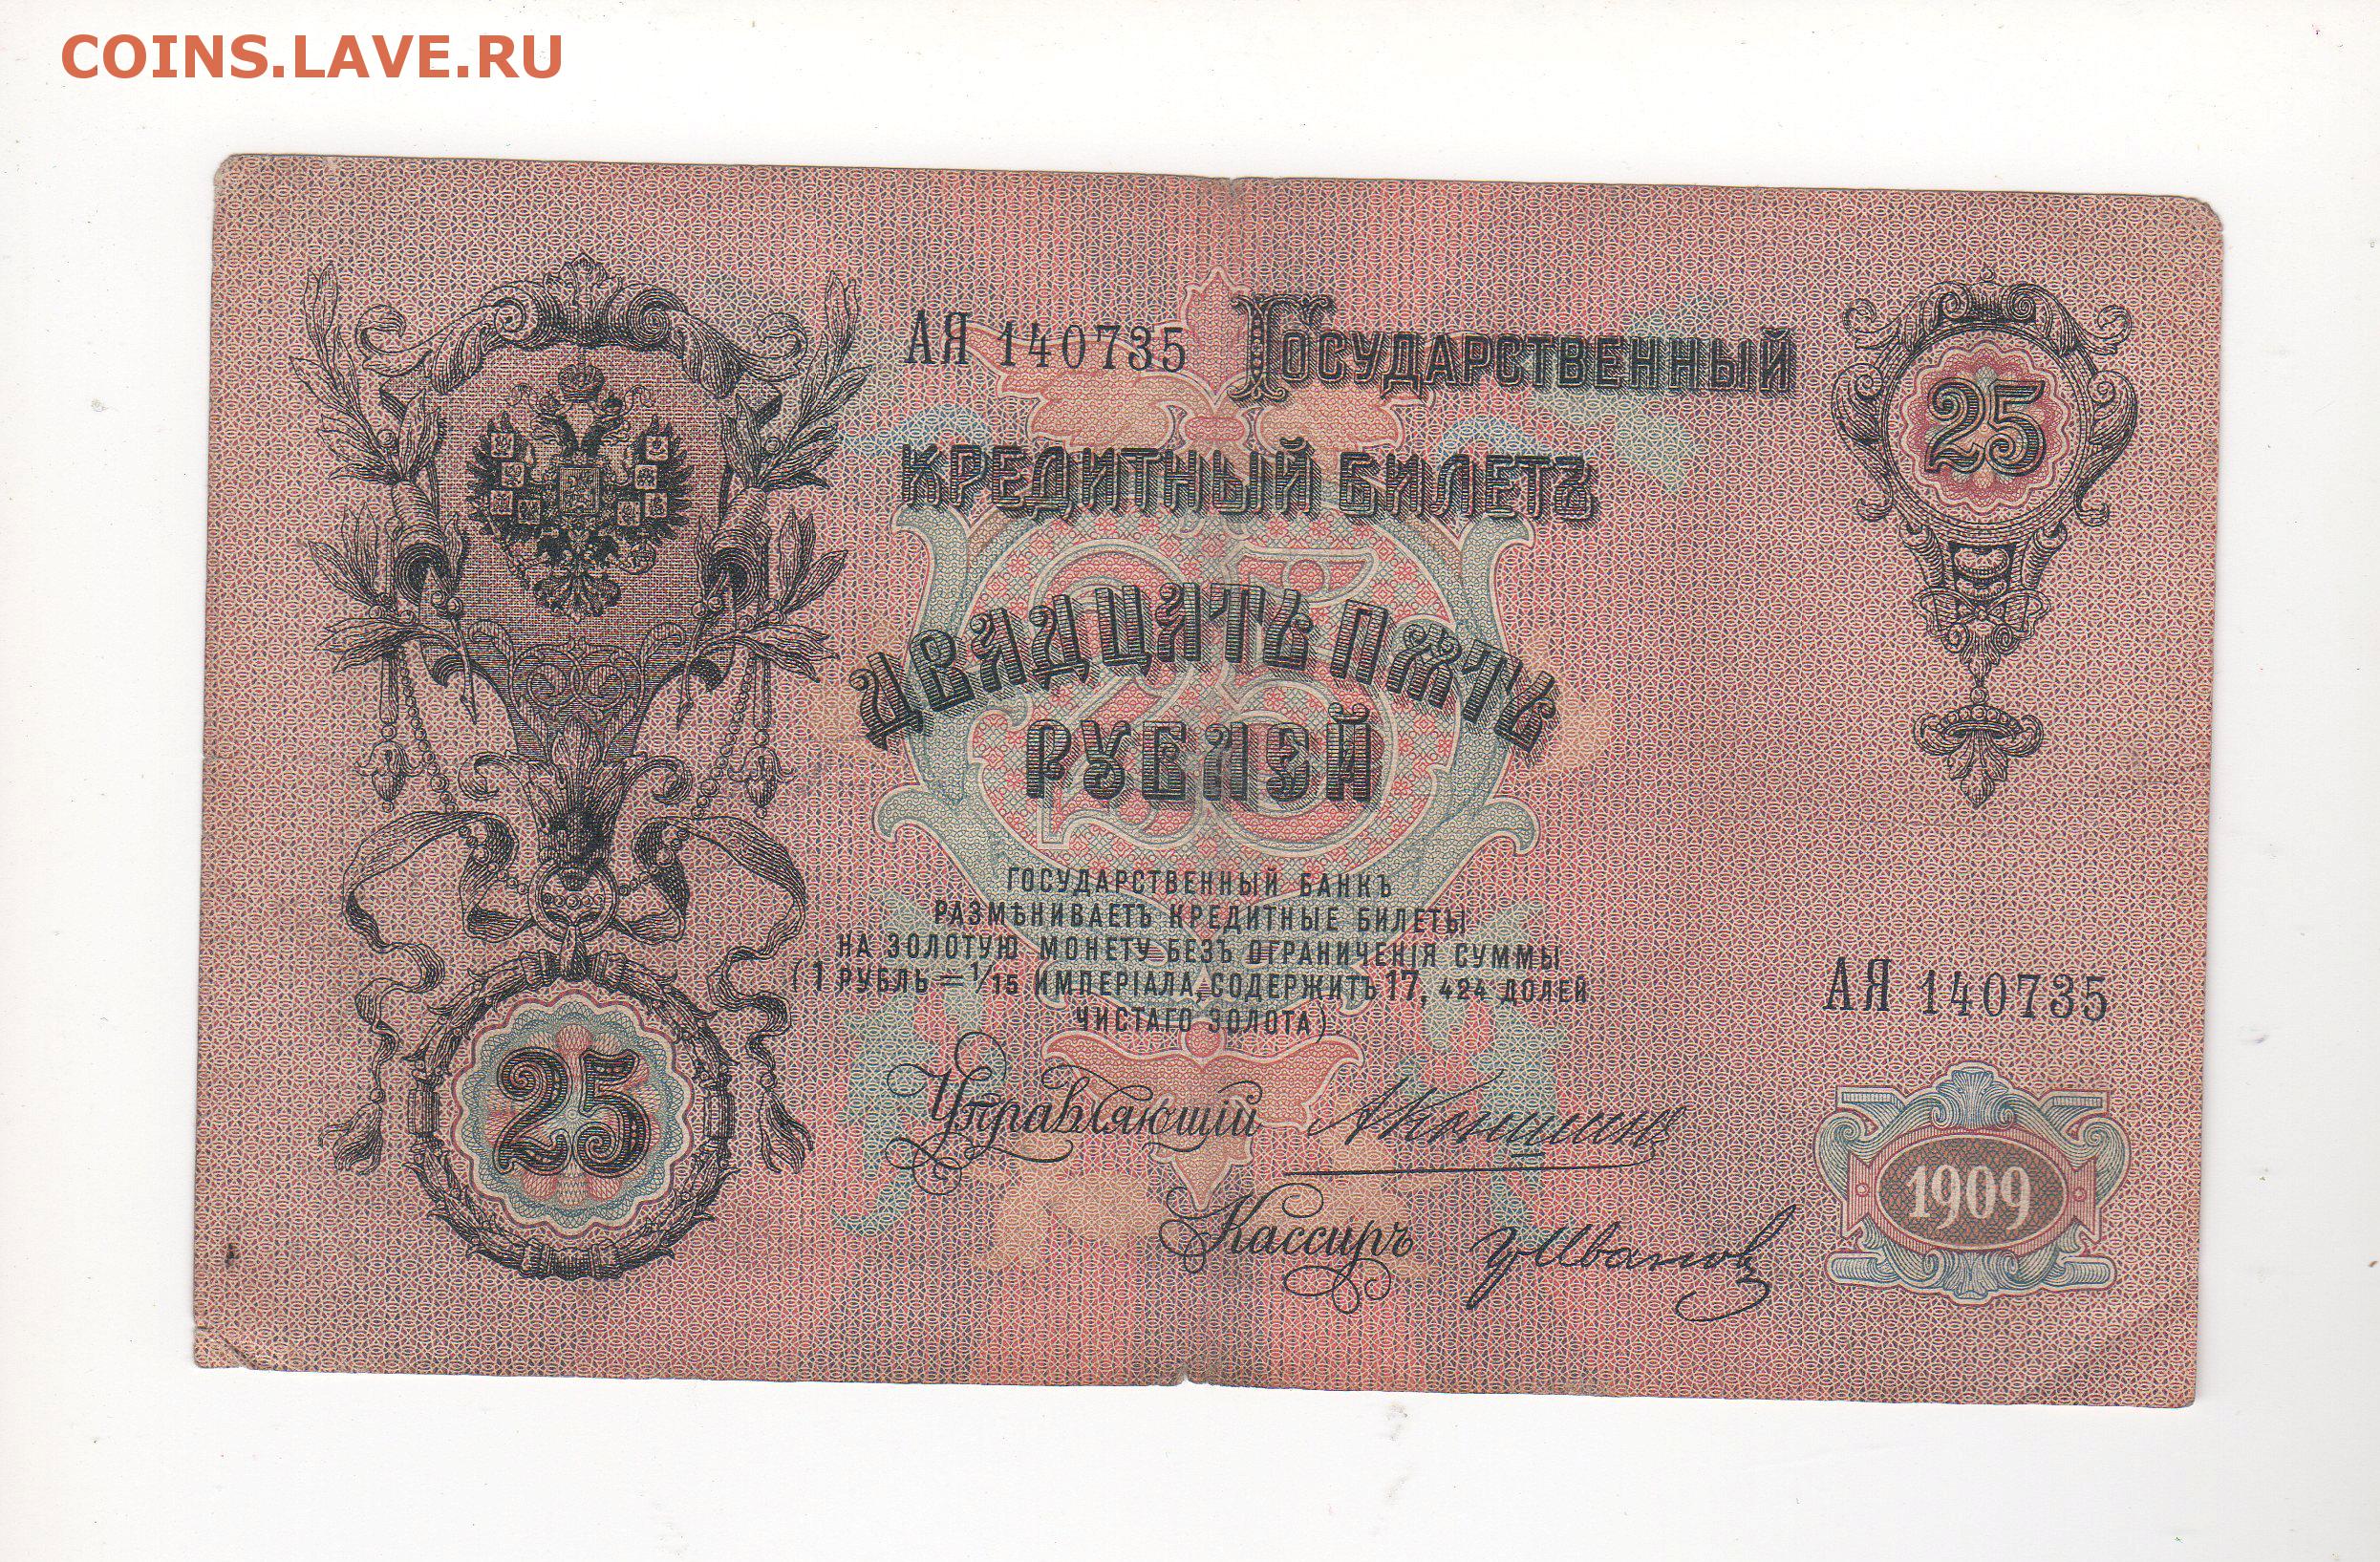 COINS.LAVE.RU
АЯ 140735 ГОСУДАРСТВЕННЫЙ
25
КРЕДИТНЫЙ БИЛЕТЪ
ДВАДЦАТЬ ПЯТЬ
РУБЛЕЙ
ГОСУДАРСТВЕННЫЙ БАНКЪ
РАЗМѢНИВАЕТЪ КРЕДИТНЫЕ БИЛЕТЫ
НА ЗОЛОТУЮ МОНЕТУ БЕЗЪ ОГРАНИЧЕНІЯ СУММЫ
(1 РУБЛЬ = 1/15 ИМПЕРІАЛА, СОДЕРЖИТЪ 17, 424 ДОЛЕЙ
ЧИСТАГО ЗОЛОТА)
АЯ 140735
25
Управляющій АКоншинъ
Кассиръ ГрИвановъ
1909